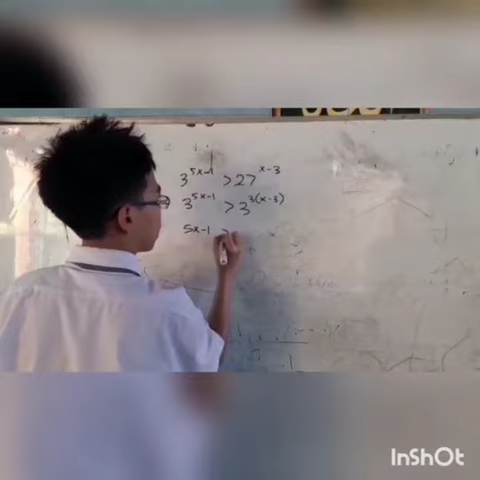 3^{5x-1} > 27^{x-3}
3^{5x-1} > 3^{3(x-3)}
5x-1 >
InShOt